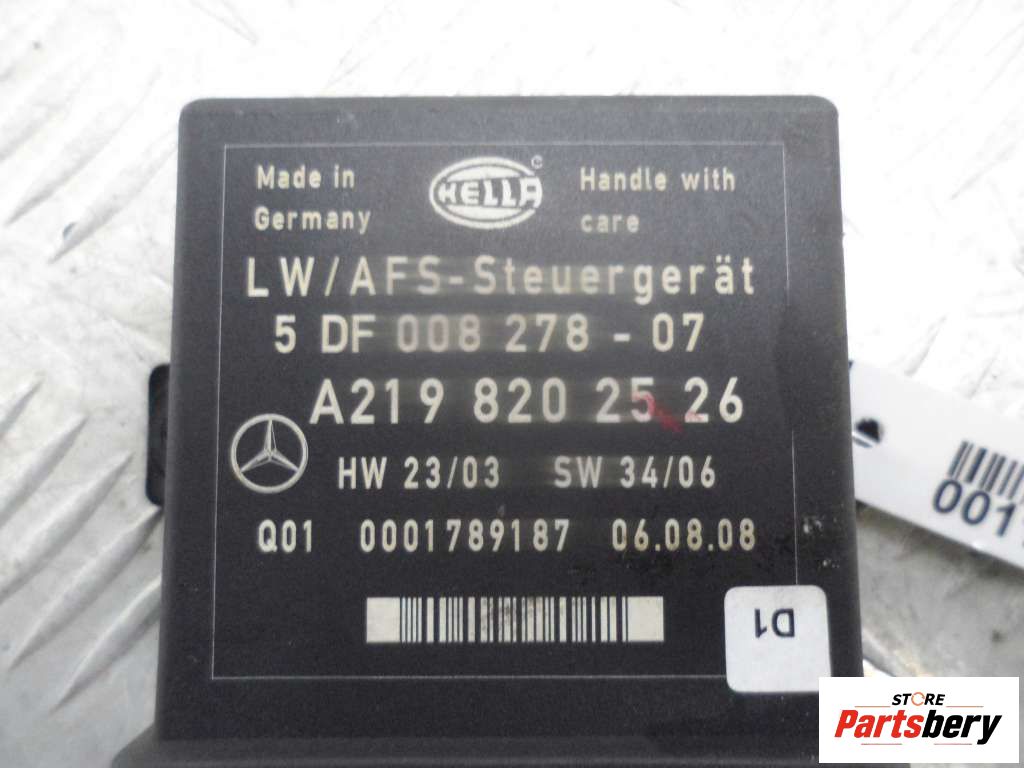 Made in
Germany
HELLA
©
Handle with
care
LW/AFS-Steuergerät
5 DF 008 278 - 07
A219 820 25 26
HW 23/03 SW 34/06
Q01 0001789187 06.08.08
D1
STORE
Partsbery